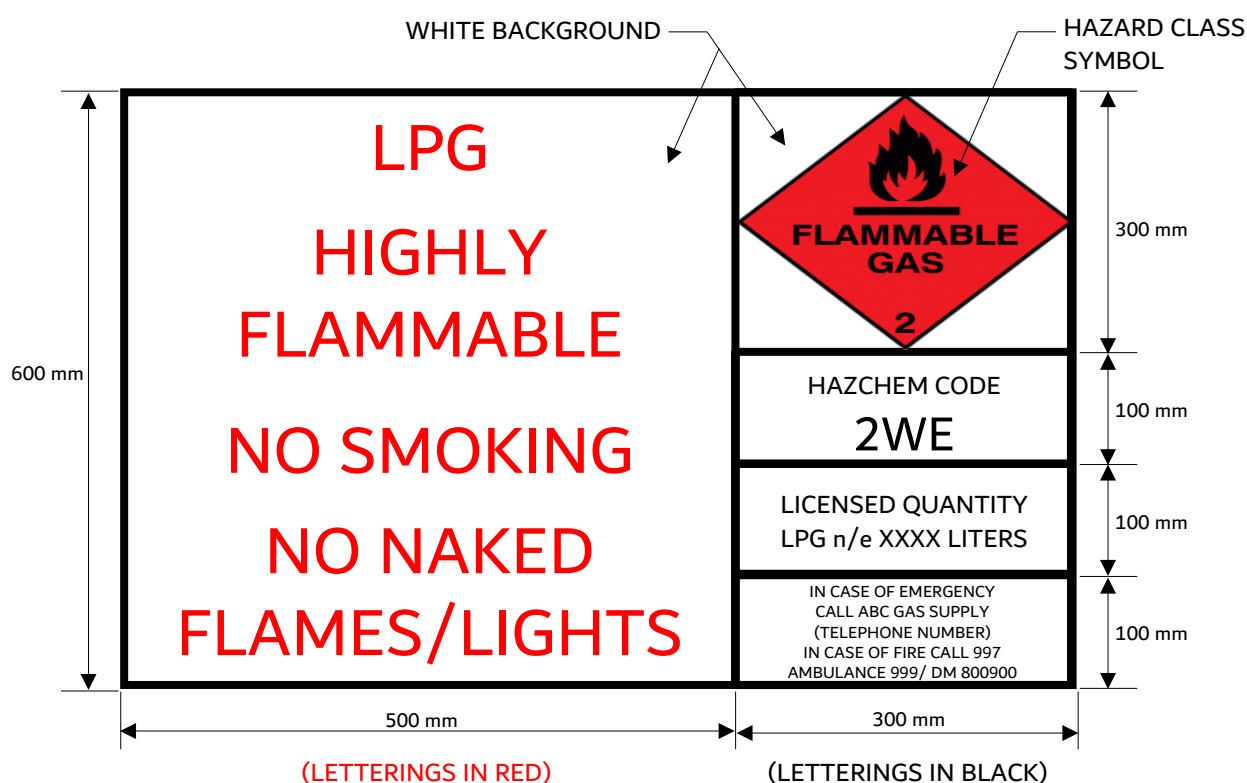 WHITE BACKGROUND
HAZARD CLASS
SYMBOL
LPG
HIGHLY
FLAMMABLE
NO SMOKING
NO NAKED
FLAMES/LIGHTS
FLAMMABLE
GAS
2
HAZCHEM CODE
2WE
LICENSED QUANTITY
LPG n/e XXXX LITERS
IN CASE OF EMERGENCY
CALL ABC GAS SUPPLY
(TELEPHONE NUMBER)
IN CASE OF FIRE CALL 997
AMBULANCE 999/ DM 800900
600 mm
300 mm
100 mm
100 mm
100 mm
500 mm
300 mm
(LETTERINGS IN RED)
(LETTERINGS IN BLACK)